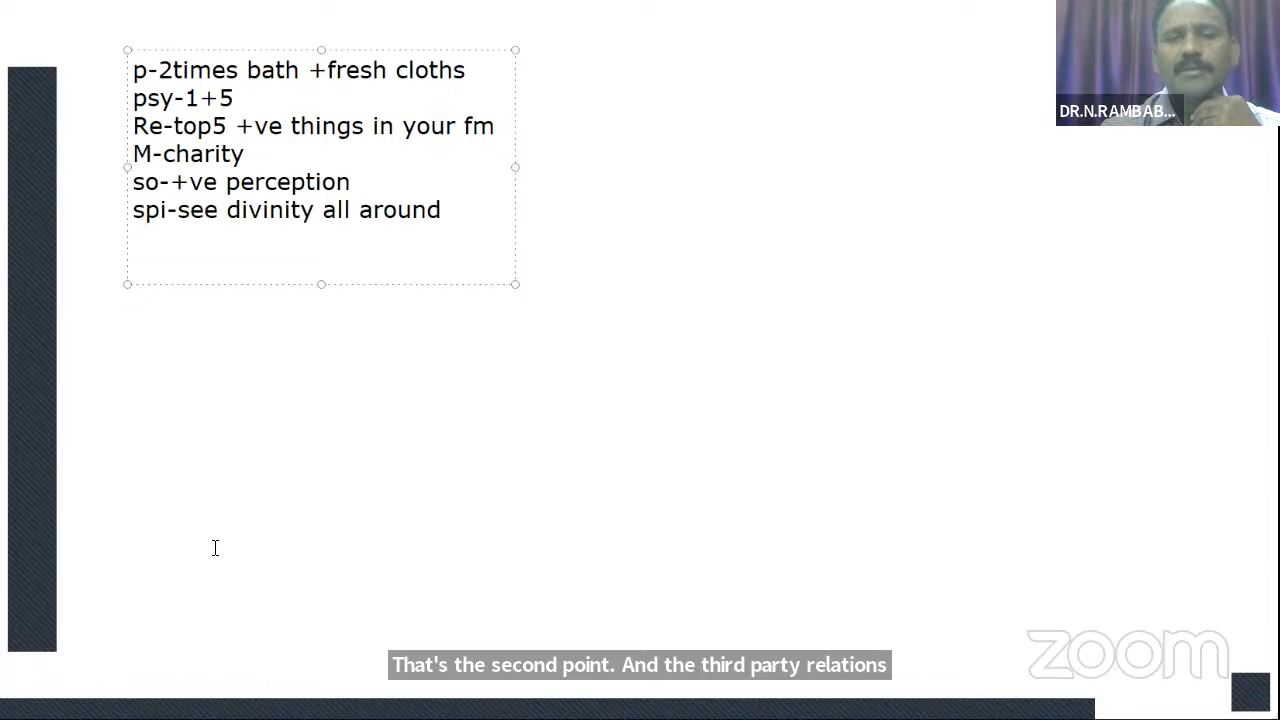 p-2times bath +fresh cloths
psy-1+5
Re-top5 +ve things in your fm
M-charity
so-+ve perception
spi-see divinity all around
DR.N.RAMBAB...
That's the second point. And the third party relations
zoom